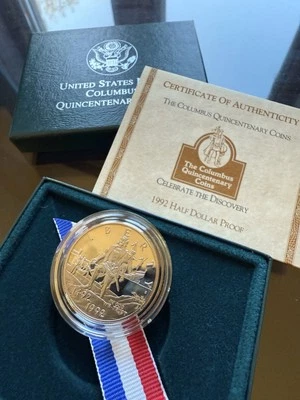 United States M
Columbus
Quincentenary
Certificate of Authenticity
The Columbus Quincentenary Coins
The Columbus
Quincentenary
Coins
Celebrate the Discovery
1992 Half Dollar Proof
1992